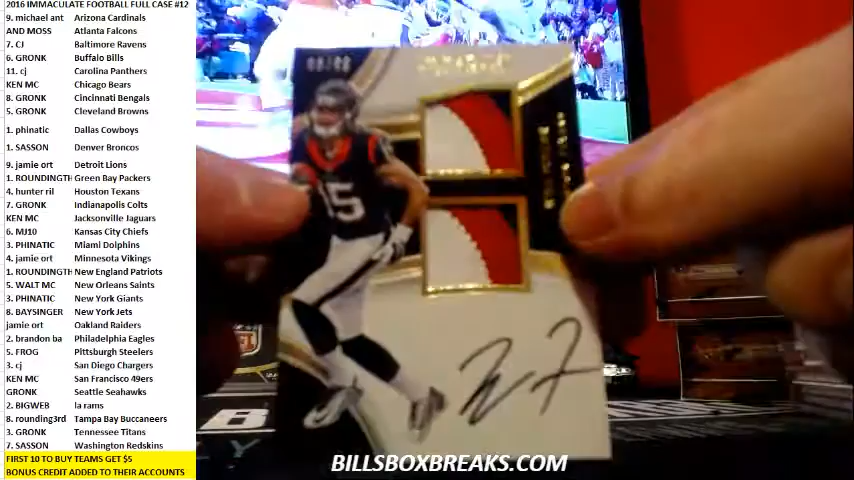 2016 IMMACULATE FOOTBALL FULL CASE #12
9. michael ant Arizona Cardinals
AND MOSS Atlanta Falcons
7. CJ Baltimore Ravens
6. GRONK Buffalo Bills
11. cj Carolina Panthers
KEN MC Chicago Bears
8. GRONK Cincinnati Bengals
5. GRONK Cleveland Browns
1. phinatic Dallas Cowboys
1. SASSON Denver Broncos
9. jamie ort Detroit Lions
1. ROUNDINGTH Green Bay Packers
4. hunter ril Houston Texans
7. GRONK Indianapolis Colts
KEN MC Jacksonville Jaguars
6. MJ10 Kansas City Chiefs
3. PHINATIC Miami Dolphins
4. jamie ort Minnesota Vikings
1. ROUNDINGTH New England Patriots
5. WALT MC New Orleans Saints
3. PHINATIC New York Giants
8. BAYSINGER New York Jets
jamie ort Oakland Raiders
2. brandon ba Philadelphia Eagles
5. FROG Pittsburgh Steelers
3. cj San Diego Chargers
KEN MC San Francisco 49ers
GRONK Seattle Seahawks
2. BIGWEB la rams
8. rounding3rd Tampa Bay Buccaneers
3. GRONK Tennessee Titans
7. SASSON Washington Redskins
FIRST 10 TO BUY TEAMS GET $5
BONUS CREDIT ADDED TO THEIR ACCOUNTS
15
BILLSBOXBREAKS.COM